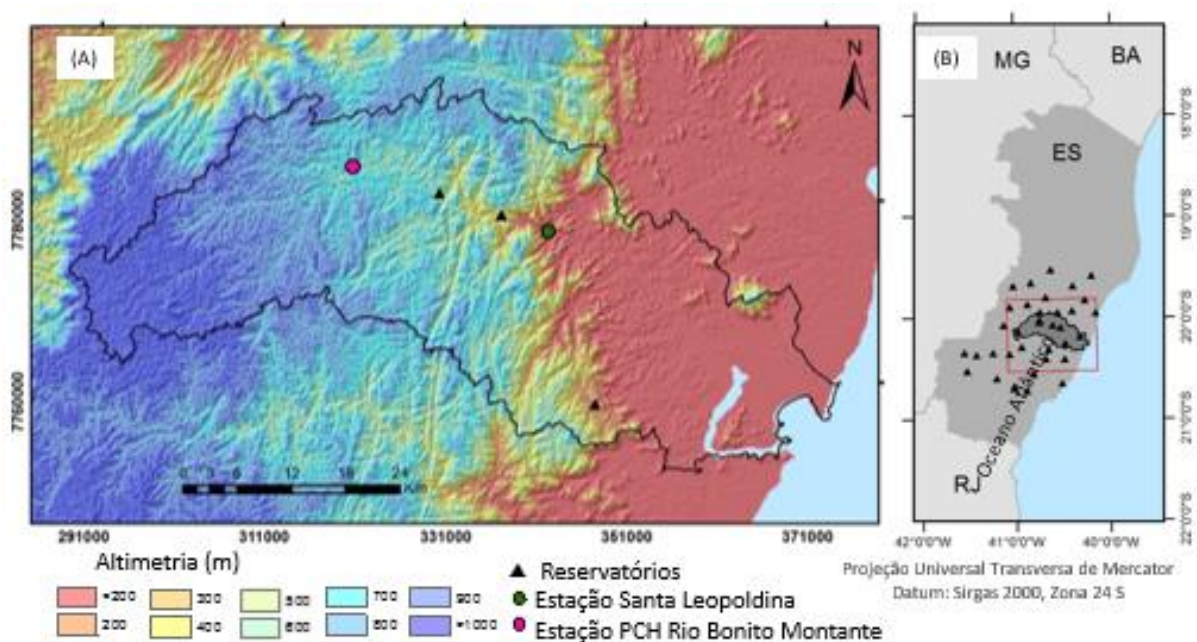 (A)
N
7780000
7760000
0
3
6
12
18
24
Km
291000
311000
331000
351000
371000
Altimetria (m)
<200
300
500
700
900
200
400
600
800
>1000
Reservatórios
Estação Santa Leopoldina
Estação PCH Rio Bonito Montante
(B)
MG
BA
ES
RJ
Oceano Atlântico
18°0'0"S
19°0'0"S
20°0'0"S
21°0'0"S
22°0'0"S
42°0'0"W
41°0'0"W
40°0'0"W
Projeção Universal Transversa de Mercator
Datum: Sirgas 2000, Zona 24 S